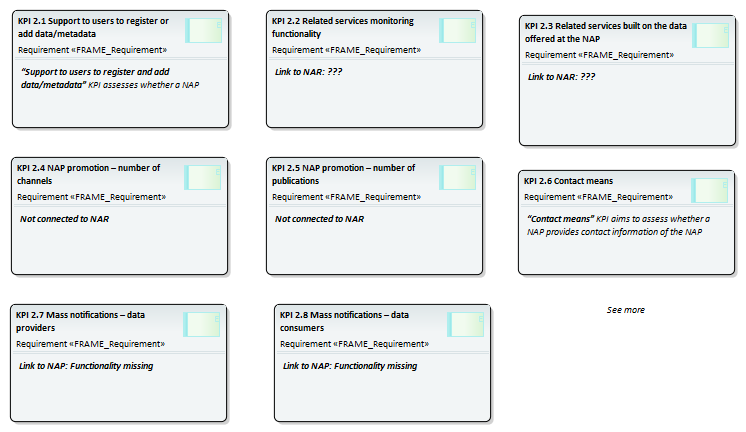 KPI 2.1 Support to users to register or
add data/metadata
Requirement «FRAME_Requirement»
"Support to users to register and add
data/metadata" KPI assesses whether a NAP
KPI 2.2 Related services monitoring
functionality
Requirement «FRAME_Requirement»
Link to NAR: ???
KPI 2.3 Related services built on the data
offered at the NAP
Requirement «FRAME_Requirement»
Link to NAR: ???
KPI 2.4 NAP promotion – number of
channels
Requirement «FRAME_Requirement»
Not connected to NAR
KPI 2.5 NAP promotion – number of
publications
Requirement «FRAME_Requirement»
Not connected to NAR
KPI 2.6 Contact means
Requirement «FRAME_Requirement»
"Contact means" KPI aims to assess whether a
NAP provides contact information of the NAP
KPI 2.7 Mass notifications – data
providers
Requirement «FRAME_Requirement»
Link to NAP: Functionality missing
KPI 2.8 Mass notifications – data
consumers
Requirement «FRAME_Requirement»
Link to NAP: Functionality missing
See more